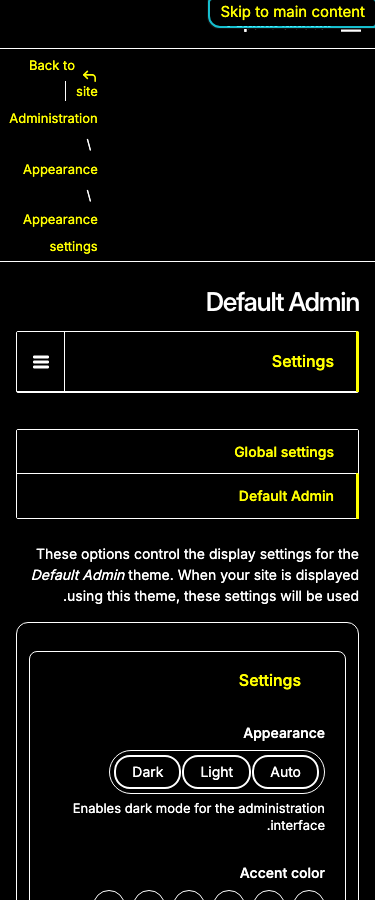 Skip to main content
Back to
site
Administration
\
Appearance
\
Appearance
settings
Default Admin
Settings
Global settings
Default Admin
These options control the display settings for the
Default Admin theme. When your site is displayed
.using this theme, these settings will be used
Settings
Appearance
Dark Light Auto
Enables dark mode for the administration
.interface
Accent color